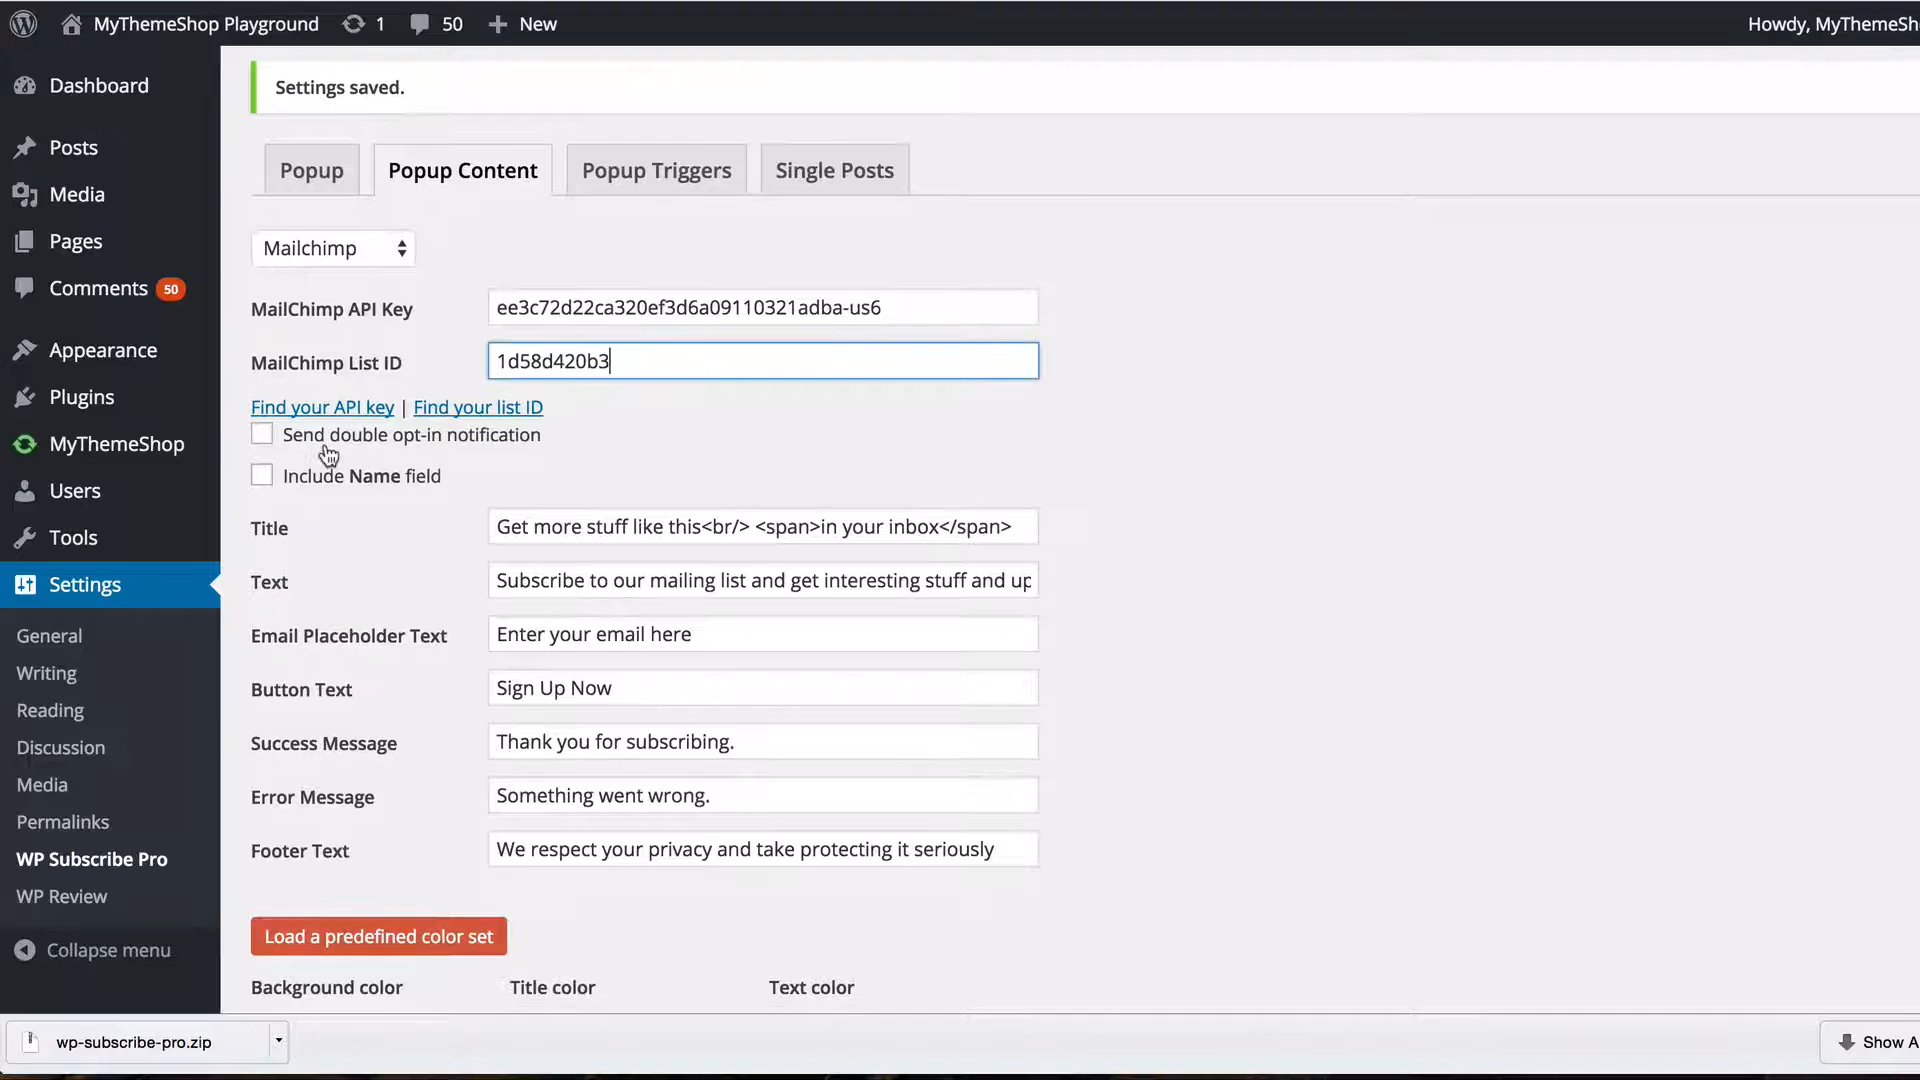 MyThemeShop Playground 1 50 New Howdy, MyThemeSh
Dashboard
Posts
Media
Pages
Comments 50
Appearance
Plugins
MyThemeShop
Users
Tools
Settings
General
Writing
Reading
Discussion
Media
Permalinks
WP Subscribe Pro
WP Review
Collapse menu
Settings saved.
Popup Popup Content Popup Triggers Single Posts
Mailchimp
MailChimp API Key ee3c72d22ca320ef3d6a09110321adba-us6
MailChimp List ID 1d58d420b3
Find your API key | Find your list ID
Send double opt-in notification
Include Name field
Title Get more stuff like this<br/> <span>in your inbox</span>
Text Subscribe to our mailing list and get interesting stuff and up
Email Placeholder Text Enter your email here
Button Text Sign Up Now
Success Message Thank you for subscribing.
Error Message Something went wrong.
Footer Text We respect your privacy and take protecting it seriously
Load a predefined color set
Background color Title color Text color
wp-subscribe-pro.zip Show A